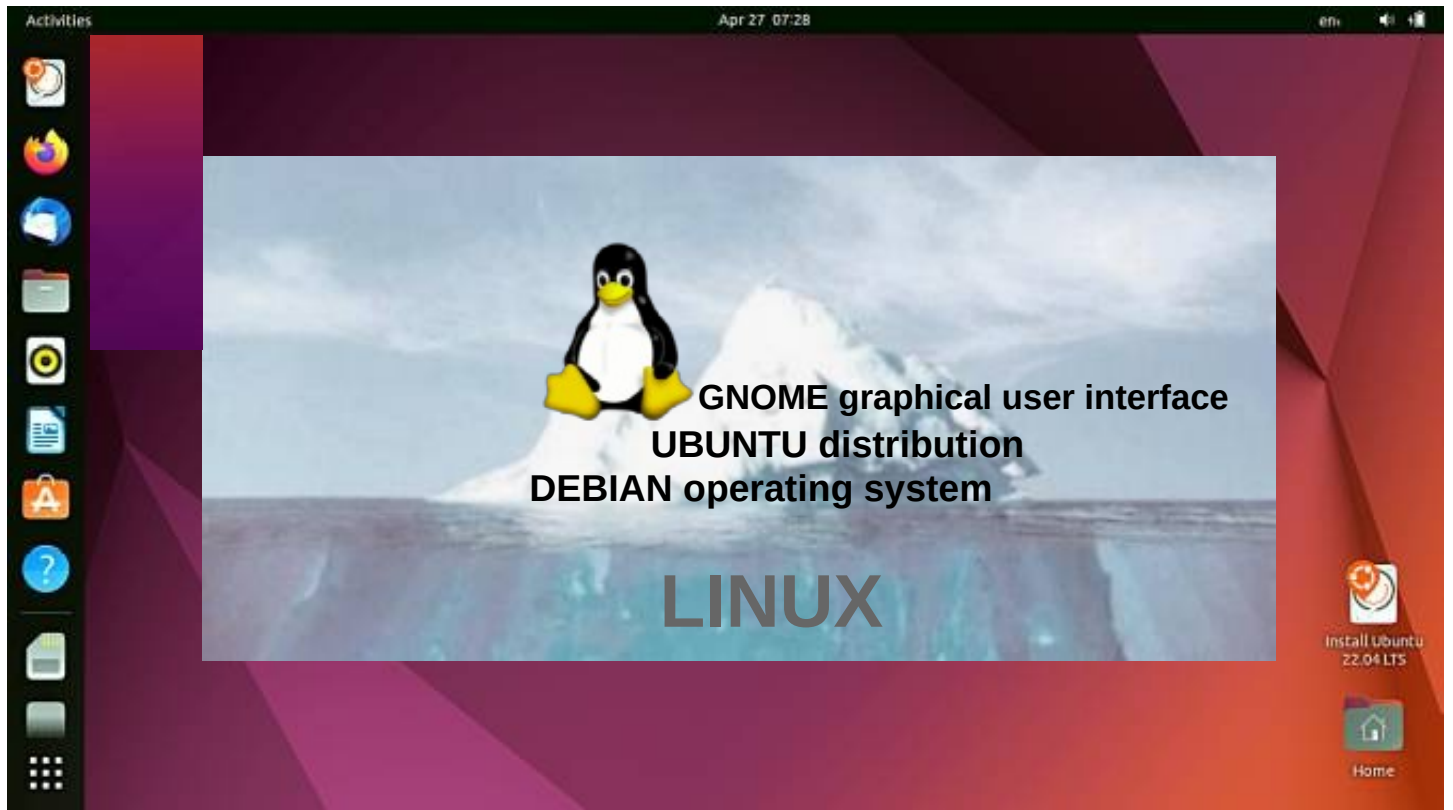 Activities
Apr 27 07:28
en
GNOME graphical user interface
UBUNTU distribution
DEBIAN operating system
LINUX
Install Ubuntu
22.04 LTS
Home